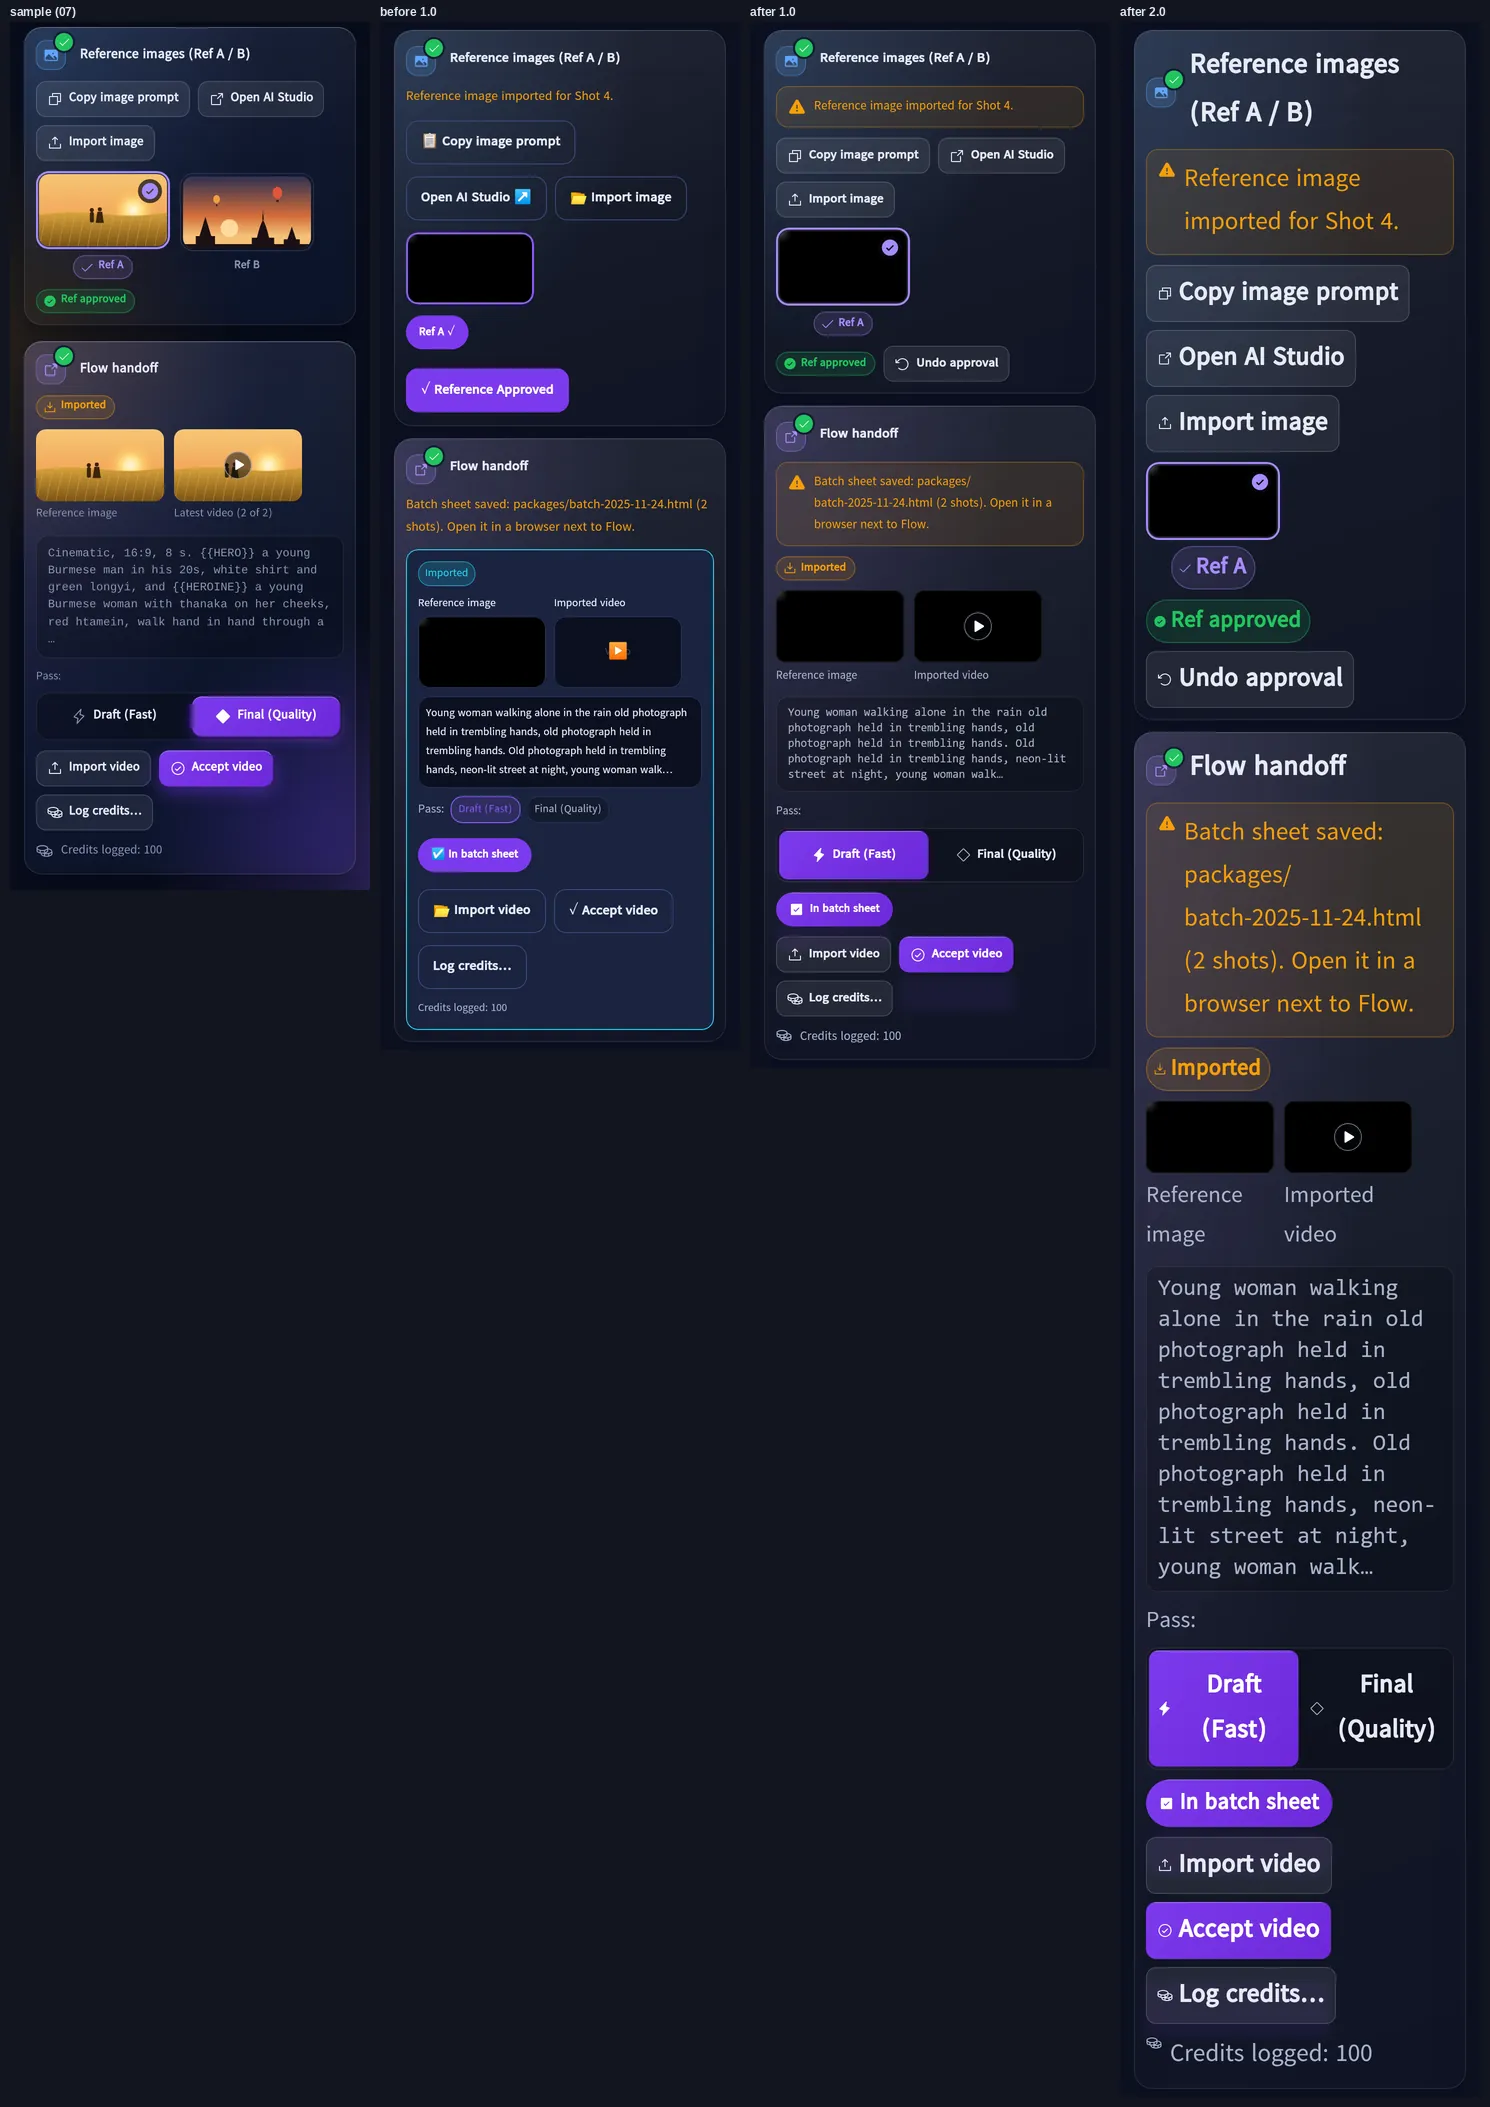 sample (07)
Reference images (Ref A / B)
Copy image prompt
Open AI Studio
Import image
Ref A
Ref B
Ref approved
Flow handoff
Imported
Reference image
Latest video (2 of 2)
Cinematic, 16:9, 8 s. {{HERO}} a young
Burmese man in his 20s, white shirt and
green longyi, and {{HEROINE}} a young
Burmese woman with thanaka on her cheeks,
red htamein, walk hand in hand through a
…
Pass:
Draft (Fast)
Final (Quality)
Import video
Accept video
Log credits...
Credits logged: 100
before 1.0
Reference images (Ref A / B)
Reference image imported for Shot 4.
Copy image prompt
Open AI Studio
Import image
Ref A √
√ Reference Approved
Flow handoff
Batch sheet saved: packages/batch-2025-11-24.html (2
shots). Open it in a browser next to Flow.
Imported
Reference image
Imported video
Young woman walking alone in the rain old photograph
held in trembling hands, old photograph held in
trembling hands. Old photograph held in trembling
hands, neon-lit street at night, young woman walk...
Pass:
Draft (Fast)
Final (Quality)
In batch sheet
Import video
√ Accept video
Log credits...
Credits logged: 100
after 1.0
Reference images (Ref A / B)
Reference image imported for Shot 4.
Copy image prompt
Open AI Studio
Import image
Ref A
Ref approved
Undo approval
Flow handoff
Batch sheet saved: packages/
batch-2025-11-24.html (2 shots). Open it in a
browser next to Flow.
Imported
Reference image
Imported video
Young woman walking alone in the rain old
photograph held in trembling hands, old
photograph held in trembling hands. Old
photograph held in trembling hands, neon-lit
street at night, young woman walk…
Pass:
Draft (Fast)
Final (Quality)
In batch sheet
Import video
Accept video
Log credits...
Credits logged: 100
after 2.0
Reference images
(Ref A / B)
Reference image
imported for Shot 4.
Copy image prompt
Open AI Studio
Import image
Ref A
Ref approved
Undo approval
Flow handoff
Batch sheet saved:
packages/
batch-2025-11-24.html
(2 shots). Open it in a
browser next to Flow.
Imported
Reference
image
Imported
video
Young woman walking
alone in the rain old
photograph held in
trembling hands, old
photograph held in
trembling hands. Old
photograph held in
trembling hands, neon-
lit street at night,
young woman walk…
Pass:
Draft
(Fast)
Final
(Quality)
In batch sheet
Import video
Accept video
Log credits...
Credits logged: 100